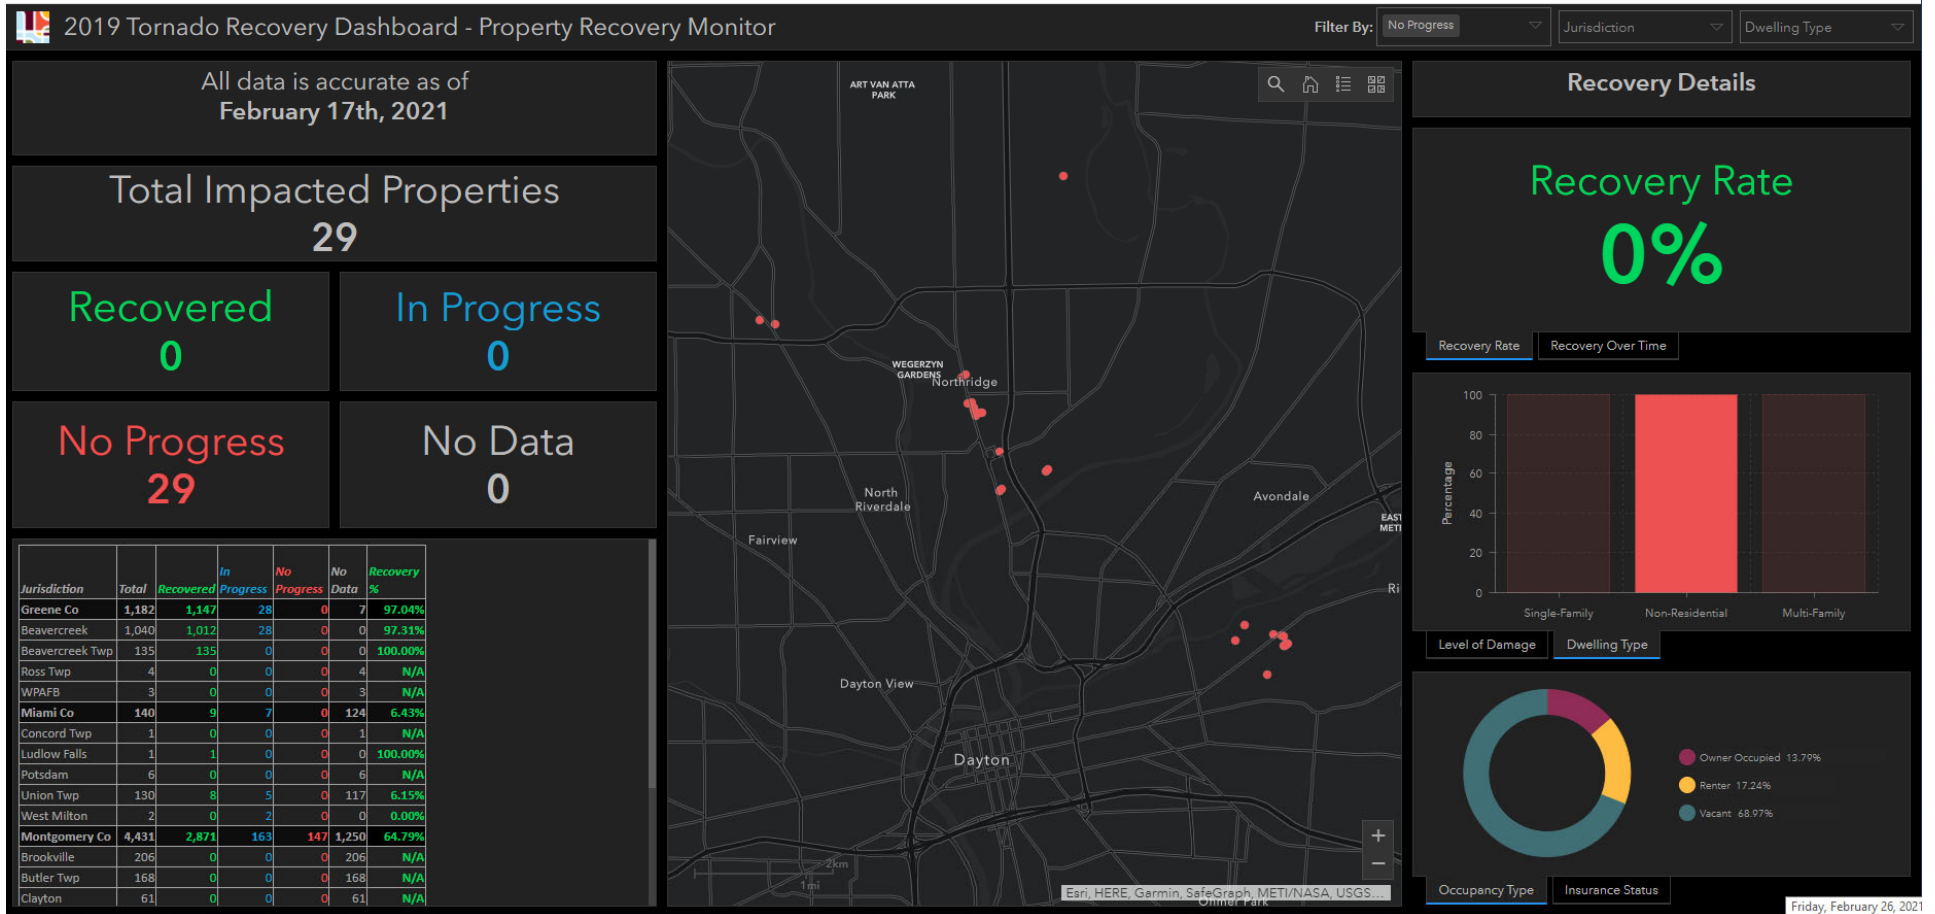 2019 Tornado Recovery Dashboard - Property Recovery Monitor
Filter By:
No Progress
Jurisdiction
Dwelling Type
All data is accurate as of
February 17th, 2021
Total Impacted Properties
29
Recovered
0
In Progress
0
No Progress
29
No Data
0
Jurisdiction Total Recovered In Progress No Progress No Data Recovery %
Greene Co 1,182 1,147 28 0 7 97.04%
Beavercreek 1,040 1,012 28 0 0 97.31%
Beavercreek Twp 135 135 0 0 0 100.00%
Ross Twp 4 0 0 0 4 N/A
WPAFB 3 0 0 0 3 N/A
Miami Co 140 9 7 0 124 6.43%
Concord Twp 1 0 0 0 1 N/A
Ludlow Falls 1 1 0 0 0 100.00%
Potsdam 6 0 0 0 6 N/A
Union Twp 130 8 5 0 117 6.15%
West Milton 2 0 2 0 0 0.00%
Montgomery Co 4,431 2,871 163 147 1,250 64.79%
Brookville 206 0 0 0 206 N/A
Butler Twp 168 0 0 0 168 N/A
Clayton 61 0 0 0 61 N/A
ART VAN ATTA
PARK
WEGERZYN
GARDENS
Northridge
North
Riverdale
Avondale
EAST
METI
Fairview
Ri
Dayton View
Dayton
2km
1mi
+
−
Esri, HERE, Garmin, SafeGraph, METI/NASA, USGS...
Recovery Details
Recovery Rate
0%
Recovery Rate
Recovery Over Time
100
80
60
40
20
0
Percentage
Single-Family
Non-Residential
Multi-Family
Level of Damage
Dwelling Type
Owner Occupied 13.79%
Renter 17.24%
Vacant 68.97%
Occupancy Type
Insurance Status
Friday, February 26, 2021